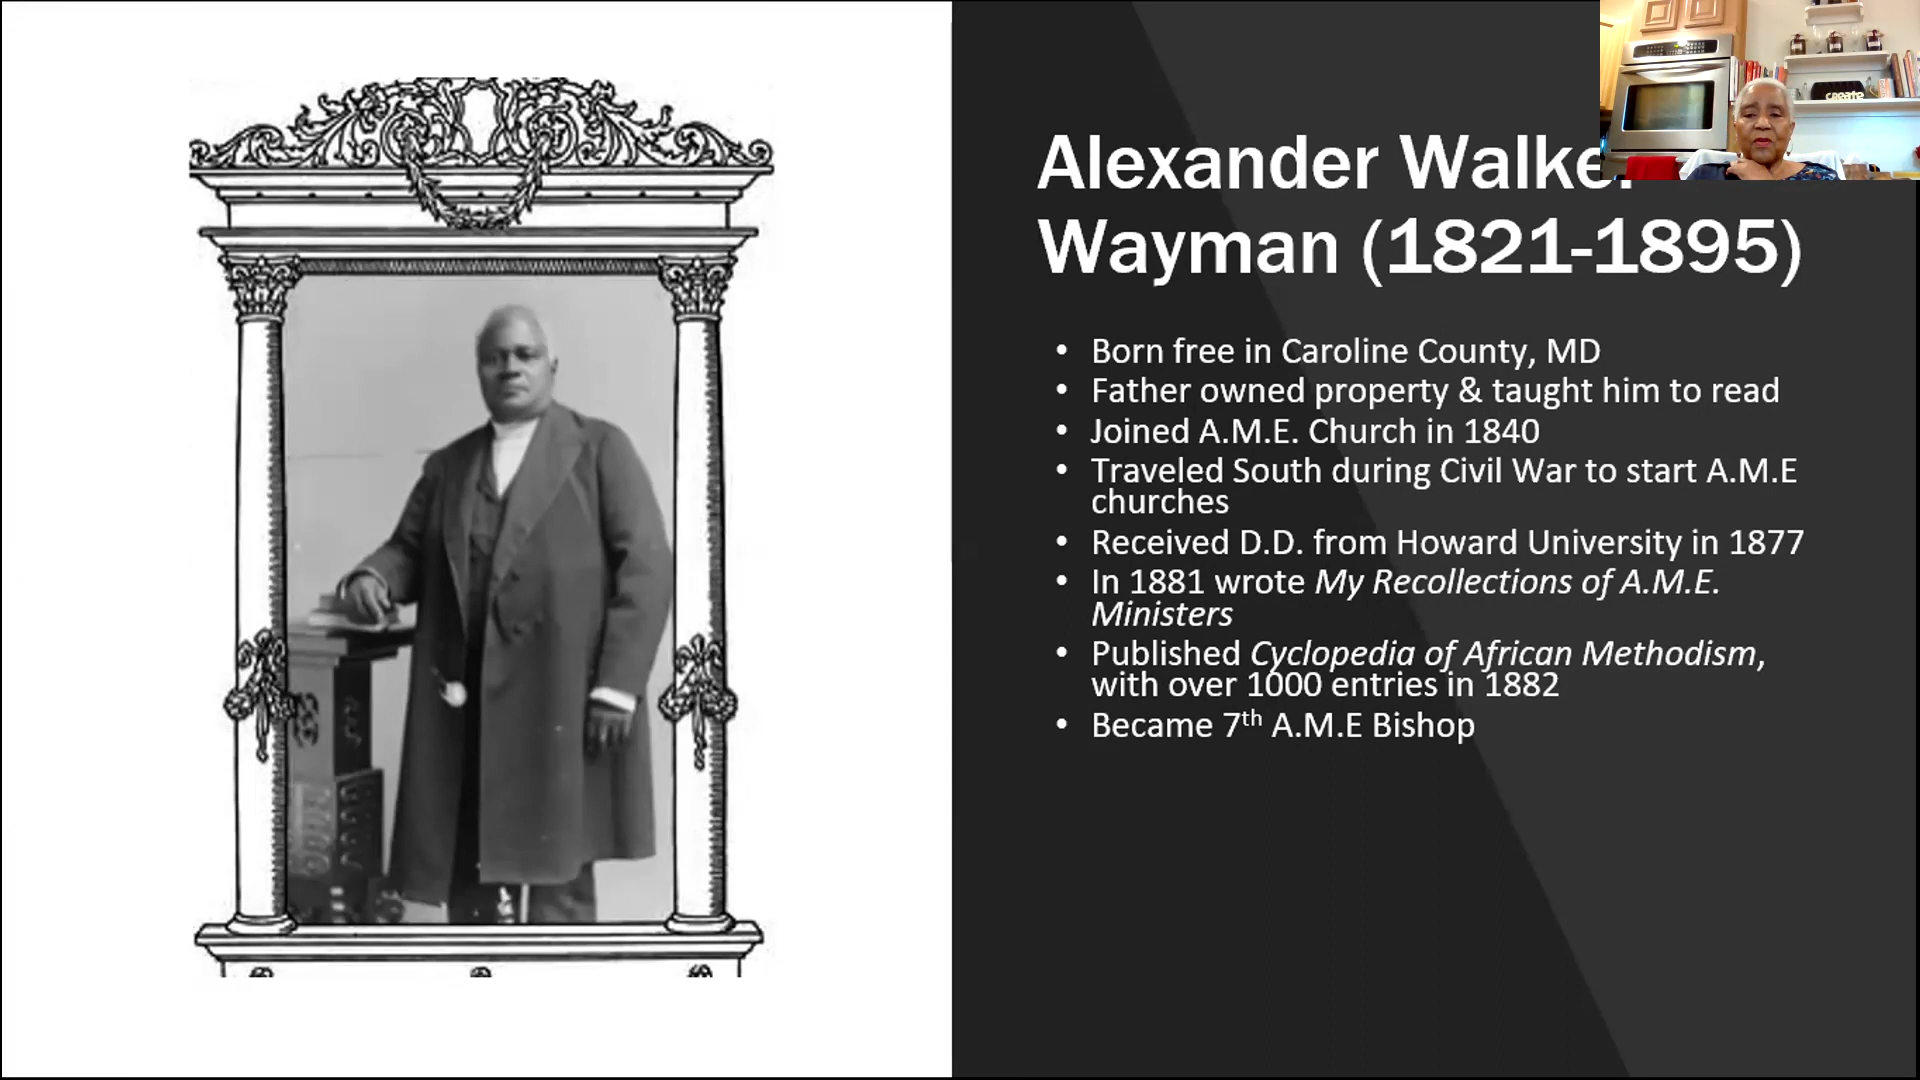 Alexander Walker
Wayman (1821-1895)
• Born free in Caroline County, MD
• Father owned property & taught him to read
• Joined A.M.E. Church in 1840
• Traveled South during Civil War to start A.M.E
churches
• Received D.D. from Howard University in 1877
• In 1881 wrote My Recollections of A.M.E.
Ministers
• Published Cyclopedia of African Methodism,
with over 1000 entries in 1882
• Became 7th A.M.E Bishop
create